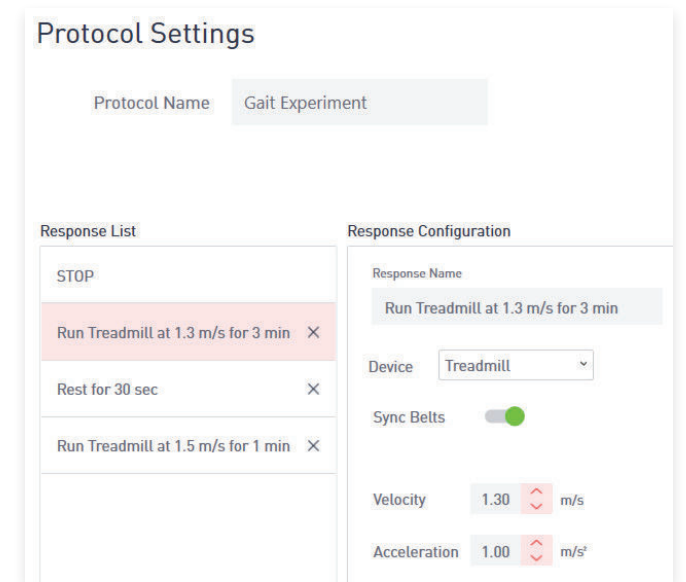 Protocol Settings
Protocol Name Gait Experiment
Response List
STOP
Run Treadmill at 1.3 m/s for 3 min ×
Rest for 30 sec ×
Run Treadmill at 1.5 m/s for 1 min ×
Response Configuration
Response Name
Run Treadmill at 1.3 m/s for 3 min
Device Treadmill
Sync Belts
Velocity 1.30 m/s
Acceleration 1.00 m/s²